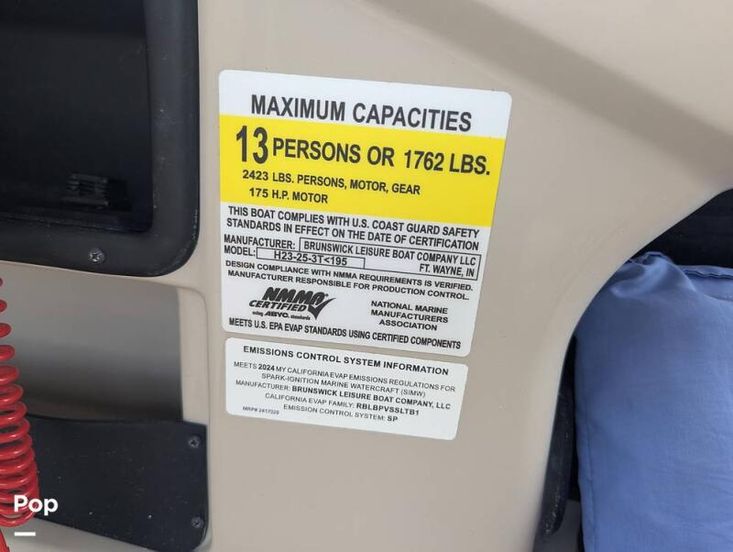 MAXIMUM CAPACITIES
13 PERSONS OR 1762 LBS.
2423 LBS. PERSONS, MOTOR, GEAR
175 H.P. MOTOR
THIS BOAT COMPLIES WITH U.S. COAST GUARD SAFETY
STANDARDS IN EFFECT ON THE DATE OF CERTIFICATION
MANUFACTURER: BRUNSWICK LEISURE BOAT COMPANY LLC
MODEL: H23-25-3T<195 FT. WAYNE, IN
DESIGN COMPLIANCE WITH NMMA REQUIREMENTS IS VERIFIED.
MANUFACTURER RESPONSIBLE FOR PRODUCTION CONTROL.
NMMA
CERTIFIED
using ABYC. standards
NATIONAL MARINE
MANUFACTURERS
ASSOCIATION
MEETS U.S. EPA EVAP STANDARDS USING CERTIFIED COMPONENTS
EMISSIONS CONTROL SYSTEM INFORMATION
MEETS 2024 MY CALIFORNIA EVAP EMISSIONS REGULATIONS FOR
SPARK-IGNITION MARINE WATERCRAFT (SIMW)
MANUFACTURER: BRUNSWICK LEISURE BOAT COMPANY, LLC
CALIFORNIA EVAP FAMILY: RBLBPVSSLTB1
EMISSION CONTROL SYSTEM: SP
Pop